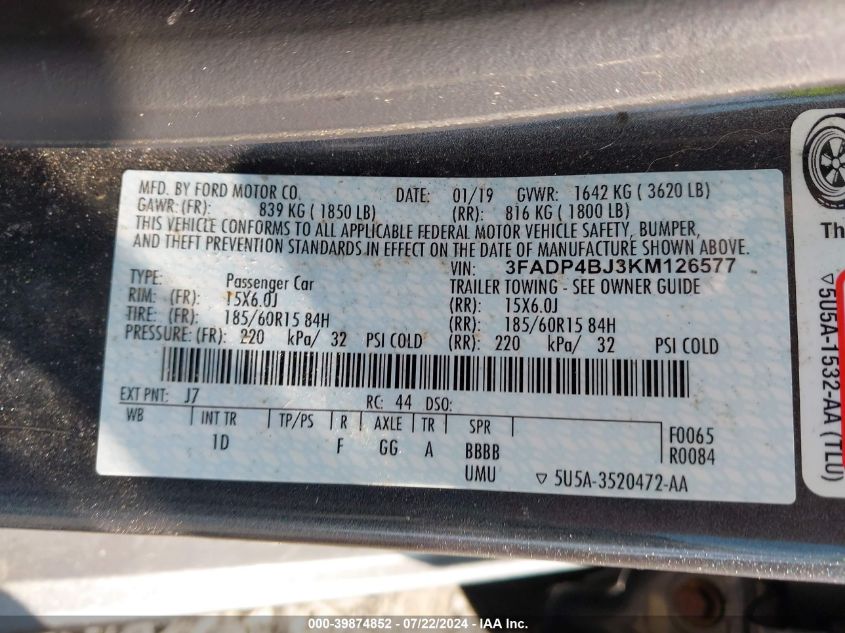 MFD. BY FORD MOTOR CO. DATE: 01/19 GVWR: 1642 KG ( 3620 LB)
GAWR:(FR): 839 KG ( 1850 LB) (RR): 816 KG ( 1800 LB)
THIS VEHICLE CONFORMS TO ALL APPLICABLE FEDERAL MOTOR VEHICLE SAFETY, BUMPER,
AND THEFT PREVENTION STANDARDS IN EFFECT ON THE DATE OF MANUFACTURE SHOWN ABOVE.
VIN: 3FADP4BJ3KM126577
TYPE: Passenger Car TRAILER TOWING - SEE OWNER GUIDE
RIM: (FR): 15X6.0J (RR): 15X6.0J
TIRE: (FR): 185/60R15 84H (RR): 185/60R15 84H
PRESSURE:(FR): 220 kPa/ 32 PSI COLD (RR): 220 kPa/ 32 PSI COLD
EXT PNT: J7 RC: 44 DSO:
WB INT TR TP/PS R AXLE TR SPR
1D F GG A BBBB
UMU
F0065
R0084
▽ 5U5A-3520472-AA
Th
▽5U5A-1532-AA (TLU)
000-39874852 / 07/22/2024 - IAA Inc.